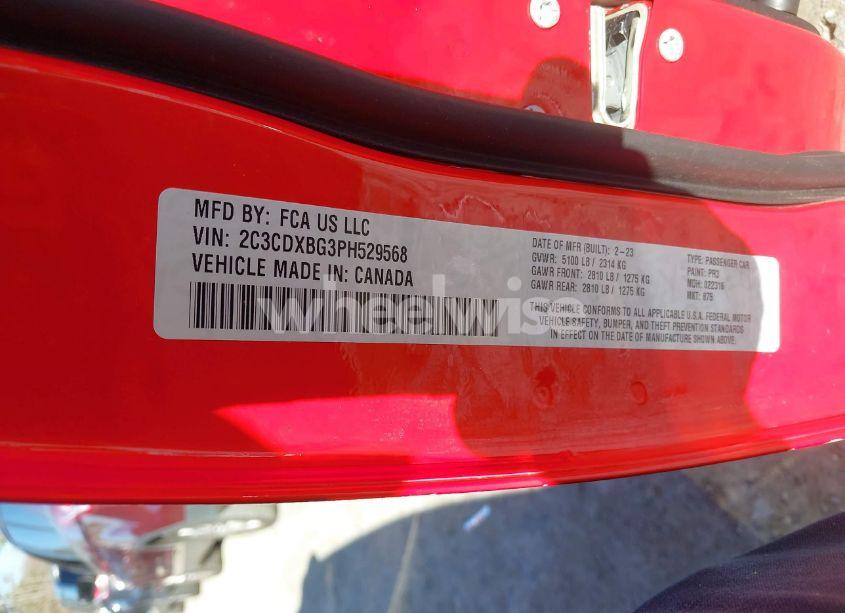 MFD BY: FCA US LLC
VIN: 2C3CDXBG3PH529568
VEHICLE MADE IN: CANADA
DATE OF MFR (BUILT): 2-23
GVWR: 5100 LB / 2314 KG
GAWR FRONT: 2810 LB / 1275 KG
GAWR REAR: 2810 LB / 1275 KG
TYPE: PASSENGER CAR
PAINT: PR3
MDH: 022316
MKT: 875
THIS VEHICLE CONFORMS TO ALL APPLICABLE U.S.A. FEDERAL MOTOR
VEHICLE SAFETY, BUMPER, AND THEFT PREVENTION STANDARDS
IN EFFECT ON THE DATE OF MANUFACTURE SHOWN ABOVE.
wheelwise